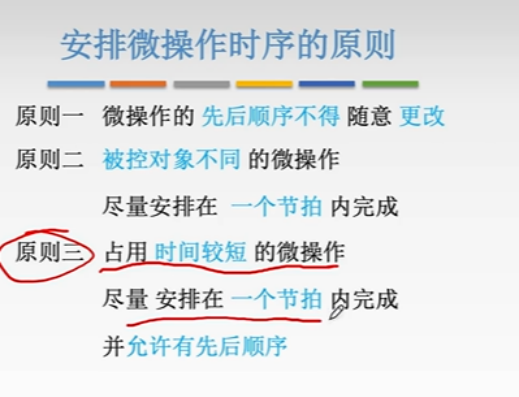 安排微操作时序的原则
原则一 微操作的 先后顺序不得 随意 更改
原则二 被控对象不同 的微操作
尽量安排在 一个节拍 内完成
原则三 占用 时间较短 的微操作
尽量 安排在 一个节拍 内完成
并允许有先后顺序